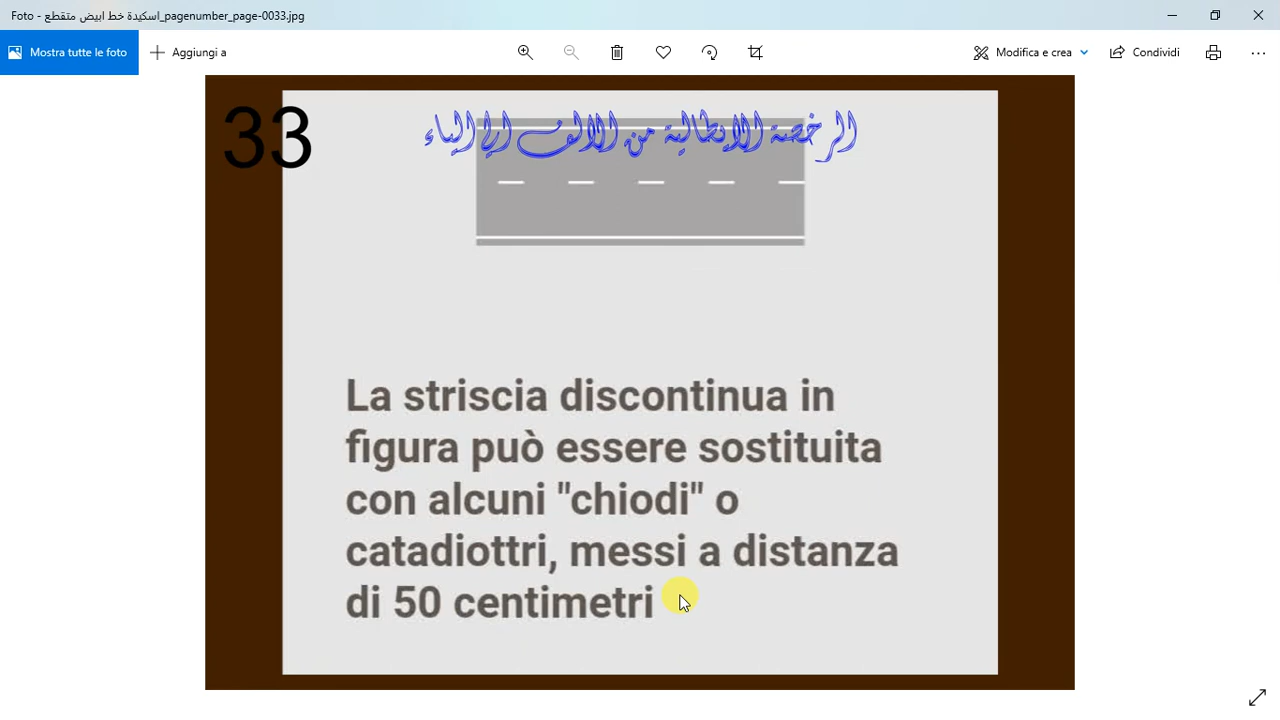 Foto - اسكيدة خط ابيض متقطع_pagenumber_page-0033.jpg
Mostra tutte le foto
Aggiungi a
Modifica e crea
Condividi
33
الرخصة الايطالية من الالف الي الياء
La striscia discontinua in
figura può essere sostituita
con alcuni "chiodi" o
catadiottri, messi a distanza
di 50 centimetri